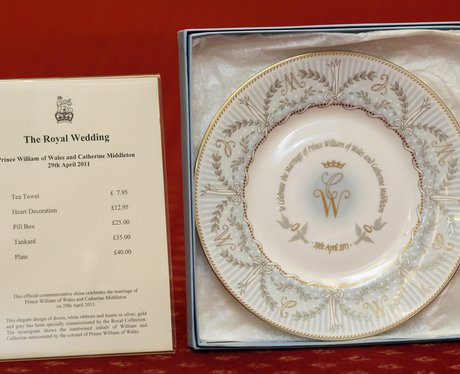 The Royal Wedding
Prince William of Wales and Catherine Middleton
29th April 2011
Tea Towel £ 7.95
Heart Decoration £12.95
Pill Box £25.00
Tankard £35.00
Plate £40.00
This official commemorative china celebrates the marriage of
Prince William of Wales and Catherine Middleton
on 29th April 2011.
This elegant design of doves, white ribbons and hearts in silver, gold
and grey has been specially commissioned by the Royal Collection.
The monogram shows the intertwined initials of William and
Catherine surmounted by the coronet of Prince William of Wales.
To Celebrate the Marriage of Prince William of Wales and Catherine Middleton
C
W
29th April 2011